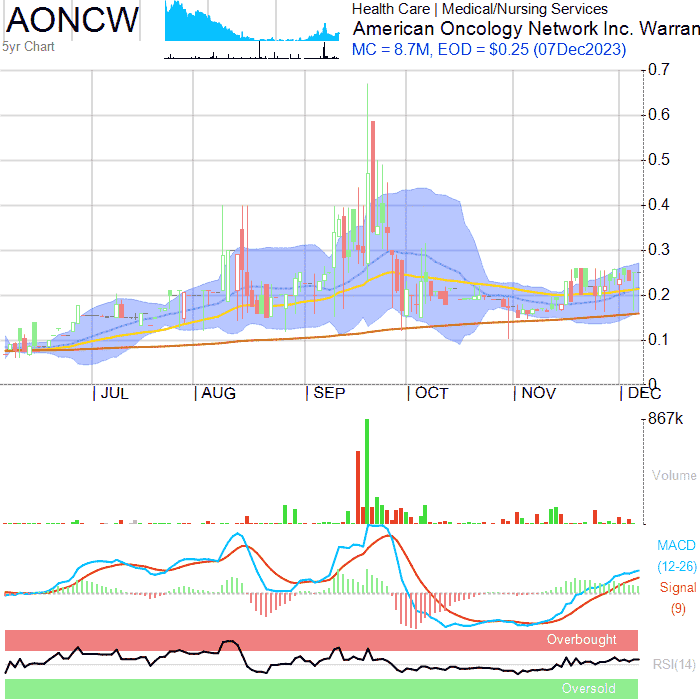 AONCW
5yr Chart
Health Care | Medical/Nursing Services
American Oncology Network Inc. Warran
MC = 8.7M, EOD = $0.25 (07Dec2023)
0.7
0.6
0.5
0.4
0.3
0.2
0.1
0
JUL AUG SEP OCT NOV DEC
867k
Volume
MACD
(12-26)
Signal
(9)
Overbought
RSI(14)
Oversold